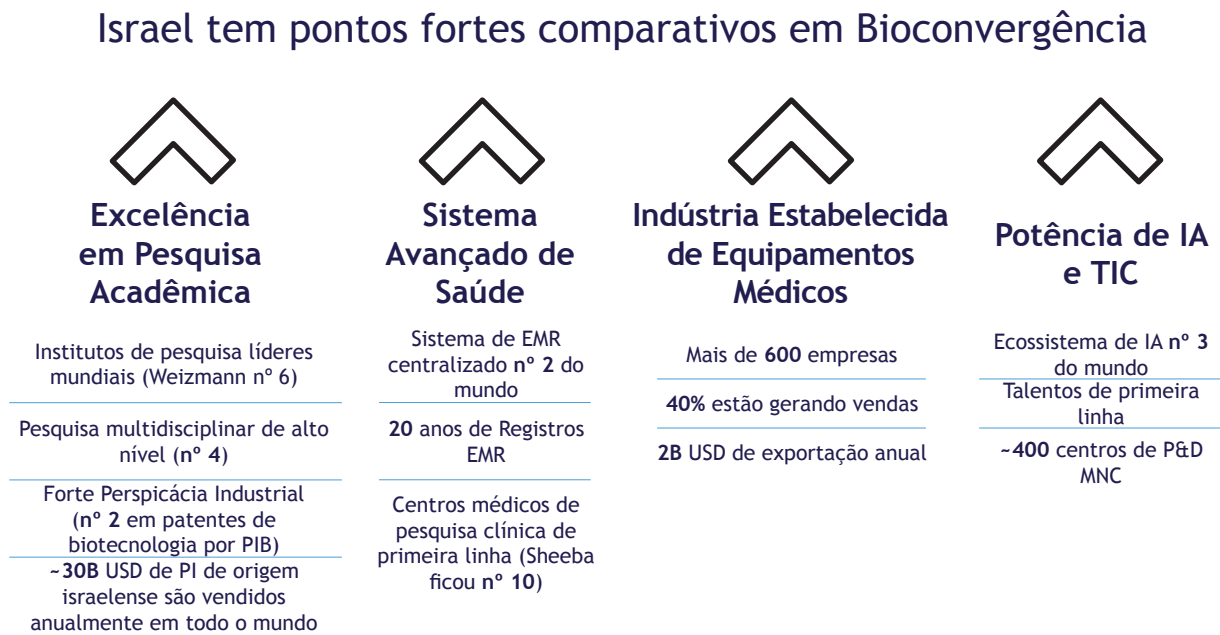 Israel tem pontos fortes comparativos em Bioconvergência
Excelência
em Pesquisa
Acadêmica
Institutos de pesquisa líderes
mundiais (Weizmann nº 6)
Pesquisa multidisciplinar de alto
nível (nº 4)
Forte Perspicácia Industrial
(nº 2 em patentes de
biotecnologia por PIB)
~30B USD de PI de origem
israelense são vendidos
anualmente em todo o mundo
Sistema
Avançado de
Saúde
Sistema de EMR
centralizado nº 2 do
mundo
20 anos de Registros
EMR
Centros médicos de
pesquisa clínica de
primeira linha (Sheeba
ficou nº 10)
Indústria Estabelecida
de Equipamentos
Médicos
Mais de 600 empresas
40% estão gerando vendas
2B USD de exportação anual
Potência de IA
e TIC
Ecossistema de IA nº 3
do mundo
Talentos de primeira
linha
~400 centros de P&D
MNC